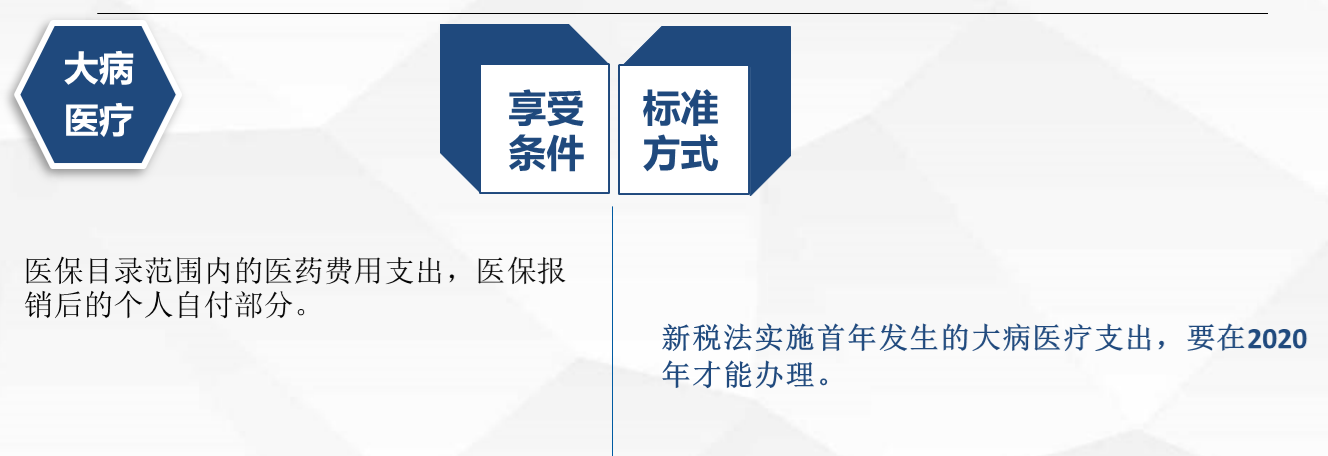 大病
医疗
享受
条件
标准
方式
医保目录范围内的医药费用支出，医保报
销后的个人自付部分。
新税法实施首年发生的大病医疗支出，要在2020
年才能办理。